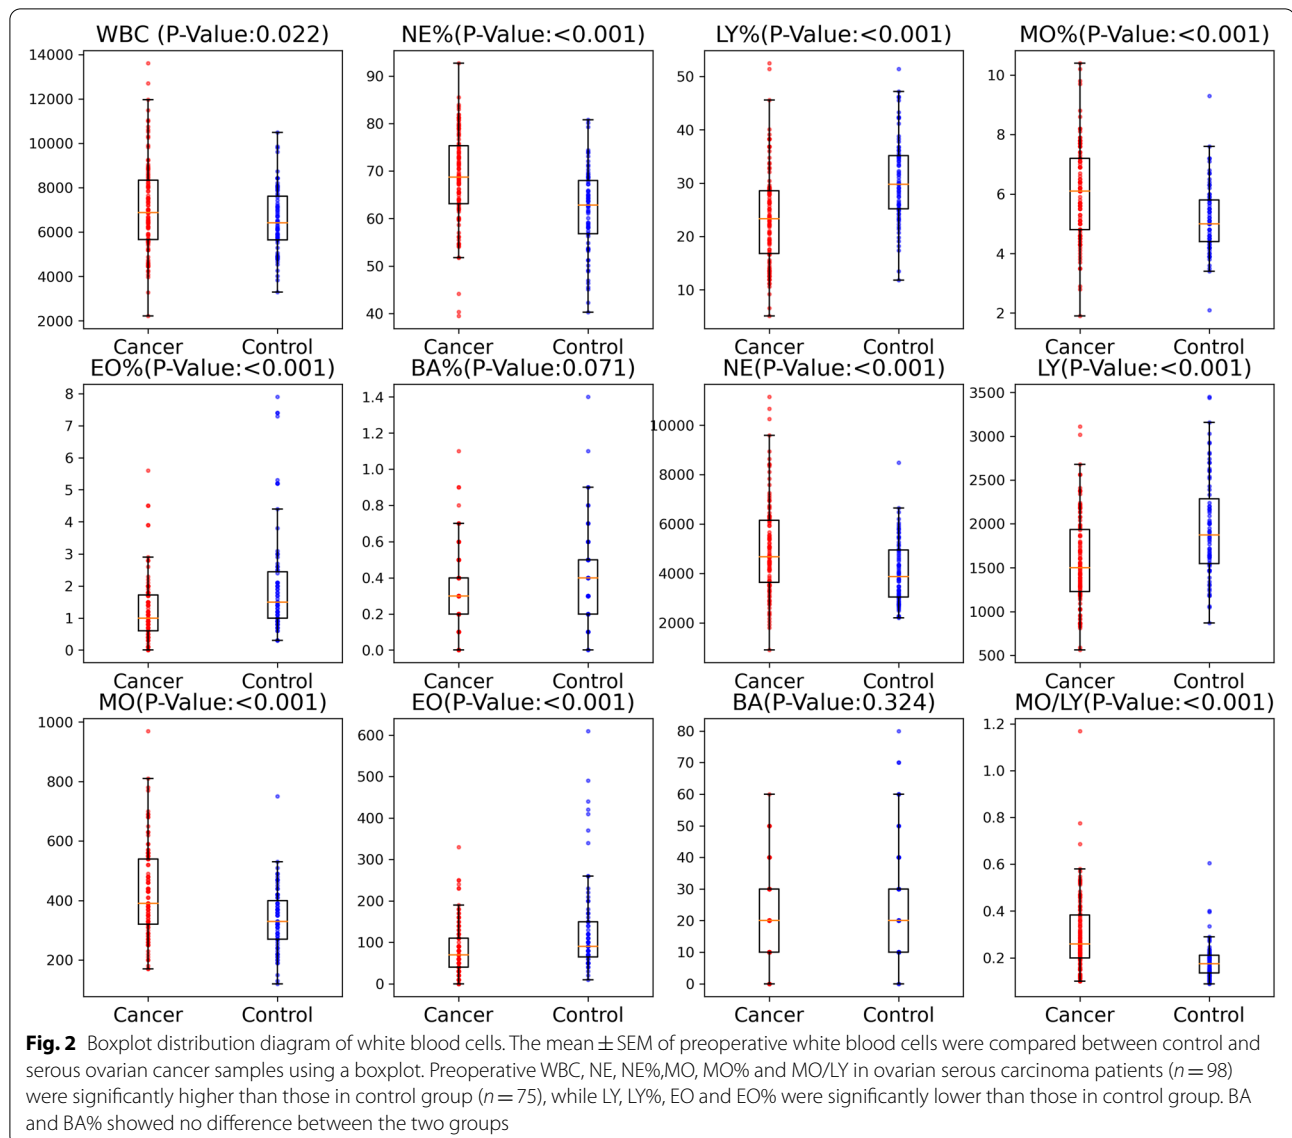 WBC (P-Value:0.022)
NE%(P-Value:<0.001)
LY%(P-Value:<0.001)
MO%(P-Value:<0.001)
14000
12000
10000
8000
6000
4000
2000
Cancer
Control
90
80
70
60
50
40
Cancer
Control
50
40
30
20
10
Cancer
Control
10
8
6
4
2
Cancer
Control
EO%(P-Value:<0.001)
BA%(P-Value:0.071)
NE(P-Value:<0.001)
LY(P-Value:<0.001)
8
7
6
5
4
3
2
1
0
Cancer
Control
1.4
1.2
1.0
0.8
0.6
0.4
0.2
0.0
Cancer
Control
10000
8000
6000
4000
2000
Cancer
Control
3500
3000
2500
2000
1500
1000
500
Cancer
Control
MO(P-Value:<0.001)
EO(P-Value:<0.001)
BA(P-Value:0.324)
MO/LY(P-Value:<0.001)
1000
800
600
400
200
Cancer
Control
600
500
400
300
200
100
0
Cancer
Control
80
70
60
50
40
30
20
10
0
Cancer
Control
1.2
1.0
0.8
0.6
0.4
0.2
Cancer
Control
Fig. 2 Boxplot distribution diagram of white blood cells. The mean ± SEM of preoperative white blood cells were compared between control and
serous ovarian cancer samples using a boxplot. Preoperative WBC, NE, NE%,MO, MO% and MO/LY in ovarian serous carcinoma patients (n = 98)
were significantly higher than those in control group (n = 75), while LY, LY%, EO and EO% were significantly lower than those in control group. BA
and BA% showed no difference between the two groups